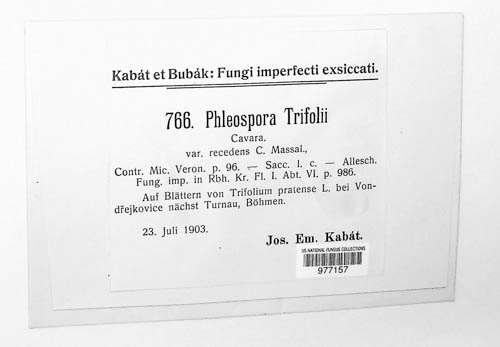 Kabát et Bubák: Fungi imperfecti exsiccati.
766. Phleospora Trifolii
Cavara.
var. recedens C. Massal.,
Contr. Mic. Veron. p. 96. — Sacc. l. c. — Allesch.
Fung. imp. in Rbh. Kr. Fl. I. Abt. VI. p. 986.
Auf Blättern von Trifolium pratense L. bei Von-
dřejkovice nächst Turnau, Böhmen.
23. Juli 1903.
Jos. Em. Kabát.
US NATIONAL FUNGUS COLLECTIONS
977157